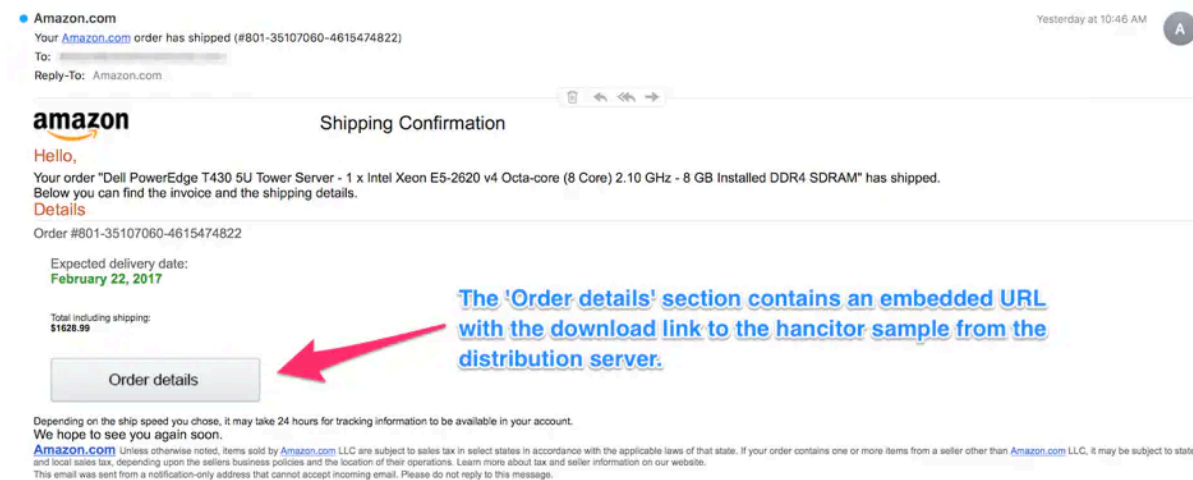 Amazon.com
Yesterday at 10:46 AM
A
Your Amazon.com order has shipped (#801-35107060-4615474822)
To:
Reply-To: Amazon.com
amazon
Shipping Confirmation
Hello,
Your order "Dell PowerEdge T430 5U Tower Server - 1 x Intel Xeon E5-2620 v4 Octa-core (8 Core) 2.10 GHz - 8 GB Installed DDR4 SDRAM" has shipped.
Below you can find the invoice and the shipping details.
Details
Order #801-35107060-4615474822
Expected delivery date:
February 22, 2017
The 'Order details' section contains an embedded URL
with the download link to the hancitor sample from the
distribution server.
Total including shipping:
$1628.99
Order details
Depending on the ship speed you chose, it may take 24 hours for tracking information to be available in your account.
We hope to see you again soon.
Amazon.com Unless otherwise noted, items sold by Amazon.com LLC are subject to sales tax in select states in accordance with the applicable laws of that state. If your order contains one or more items from a seller other than Amazon.com LLC, it may be subject to state
and local sales tax, depending upon the sellers business policies and the location of their operations. Learn more about tax and seller information on our website.
This email was sent from a notification-only address that cannot accept incoming email. Please do not reply to this message.